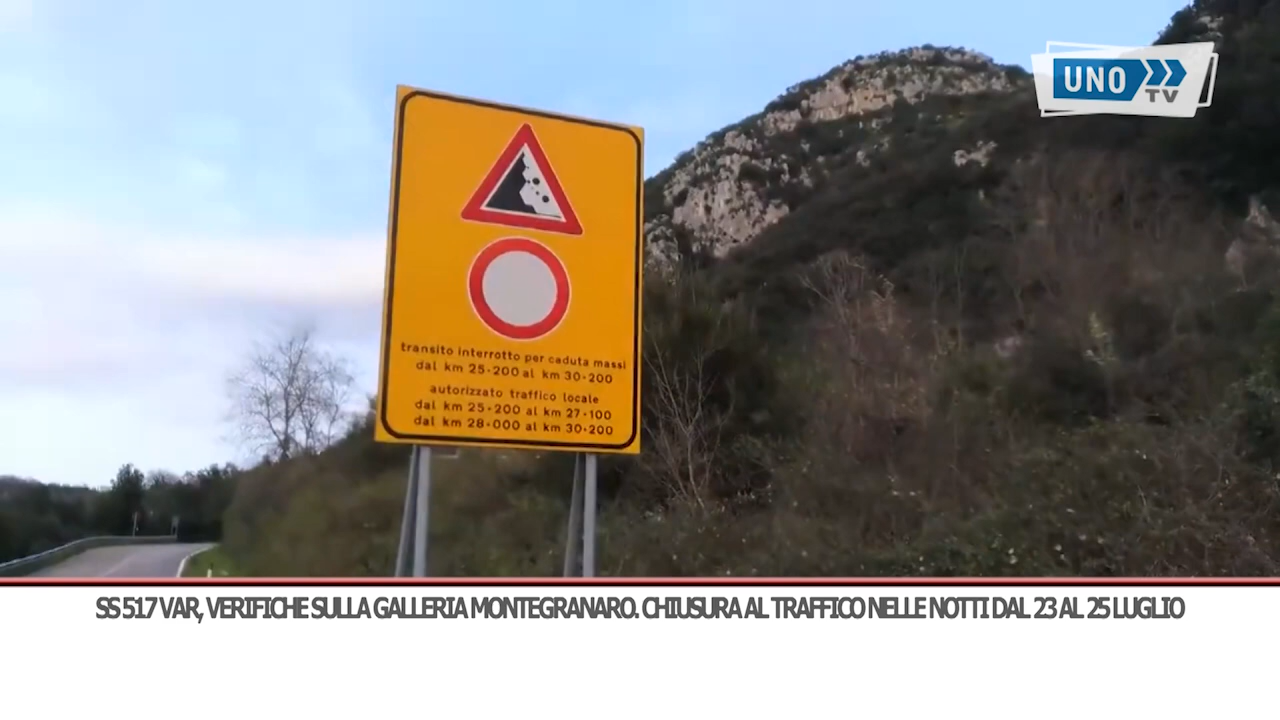 UNO
TV
transito interrotto per caduta massi
dal km 25-200 al km 30-200
autorizzato traffico locale
dal km 25-200 al km 27-100
dal km 28-000 al km 30-200
SS 517 VAR, VERIFICHE SULLA GALLERIA MONTEGRANARO. CHIUSURA AL TRAFFICO NELLE NOTTI DAL 23 AL 25 LUGLIO